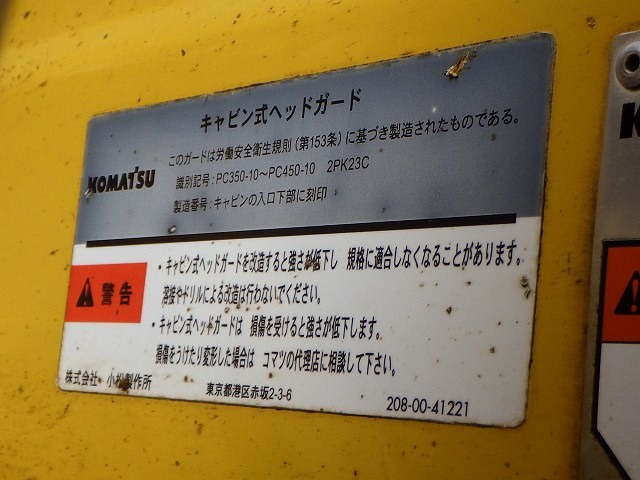 キャビン式ヘッドガード
このガードは労働安全衛生規則(第153条)に基づき製造されたものである。
KOMATSU
識別記号:PC350-10～PC450-10 2PK23C
製造番号:キャビンの入口下部に刻印
警告
・キャビン式ヘッドガードを改造すると強さが低下し 規格に適合しなくなることがあります。
溶接やドリルによる改造は行わないでください。
・キャビン式ヘッドガードは 損傷を受けると強さが低下します。
損傷をうけたり変形した場合は コマツの代理店に相談して下さい。
株式会社 小松製作所
東京都港区赤坂2-3-6
208-00-41221